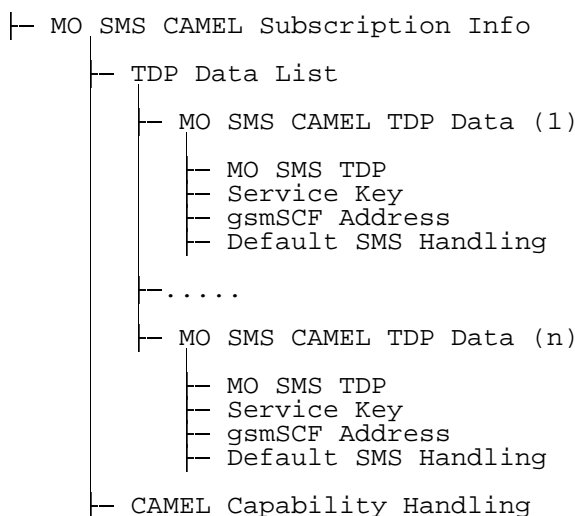 MO SMS CAMEL Subscription Info
TDP Data List
MO SMS CAMEL TDP Data (1)
MO SMS TDP
Service Key
gsmSCF Address
Default SMS Handling
.....
MO SMS CAMEL TDP Data (n)
MO SMS TDP
Service Key
gsmSCF Address
Default SMS Handling
CAMEL Capability Handling